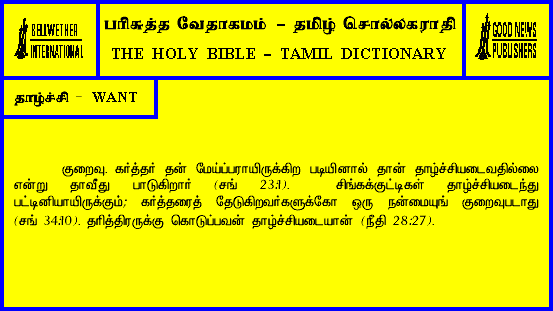 BELLWETHER
INTERNATIONAL
பரிசுத்த வேதாகமம் - தமிழ் சொல்லகராதி
THE HOLY BIBLE - TAMIL DICTIONARY
GOOD NEWS
PUBLISHERS
தாழ்ச்சி - WANT
குறைவு. கர்த்தர் தன் மேய்ப்பராயிருக்கிற படியினால் தான் தாழ்ச்சியடைவதில்லை
என்று தாவீது பாடுகிறார் (சங் 23:1). சிங்கக்குட்டிகள் தாழ்ச்சியடைந்து
பட்டினியாயிருக்கும்; கர்த்தரைத் தேடுகிறவர்களுக்கோ ஒரு நன்மையுங் குறைவுபடாது
(சங் 34:10). தரித்திரருக்கு கொடுப்பவன் தாழ்ச்சியடையான் (நீதி 28:27).